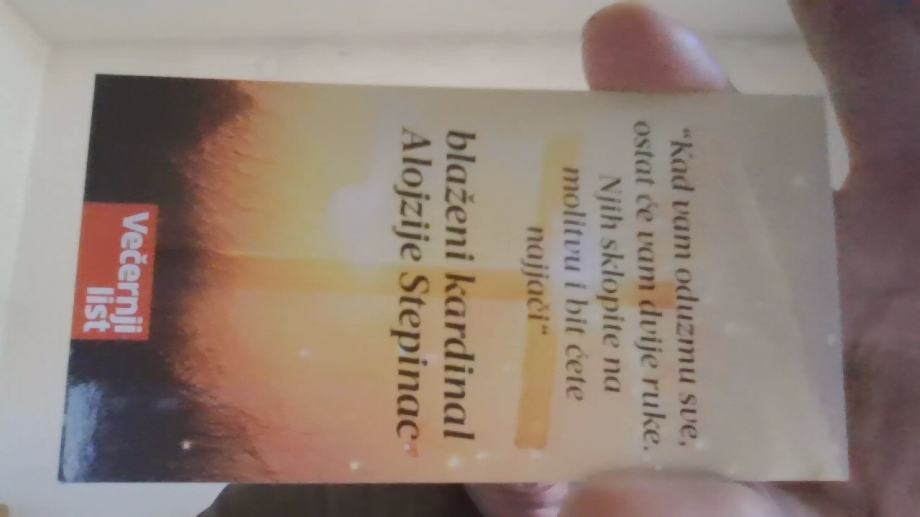 “Kad vam oduzmu sve,
ostat će vam dvije ruke.
Njih sklopite na
molitvu i bit ćete
najjači“
blaženi kardinal
Alojzije Stepinac
Večernji
list